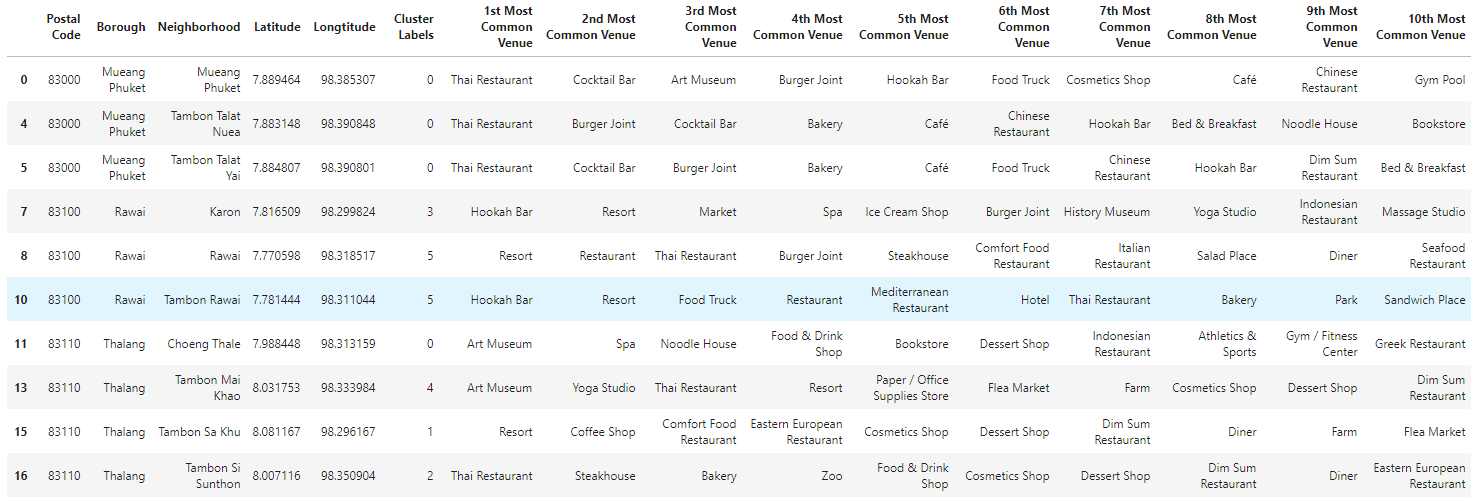 Postal Code Borough Neighborhood Latitude Longtitude Cluster Labels 1st Most Common Venue 2nd Most Common Venue 3rd Most Common Venue 4th Most Common Venue 5th Most Common Venue 6th Most Common Venue 7th Most Common Venue 8th Most Common Venue 9th Most Common Venue 10th Most Common Venue
0 83000 Mueang Phuket Mueang Phuket 7.889464 98.385307 0 Thai Restaurant Cocktail Bar Art Museum Burger Joint Hookah Bar Food Truck Cosmetics Shop Café Chinese Restaurant Gym Pool
4 83000 Mueang Phuket Tambon Talat Nuea 7.883148 98.390848 0 Thai Restaurant Burger Joint Cocktail Bar Bakery Café Chinese Restaurant Hookah Bar Bed & Breakfast Noodle House Bookstore
5 83000 Mueang Phuket Tambon Talat Yai 7.884807 98.390801 0 Thai Restaurant Cocktail Bar Burger Joint Bakery Café Food Truck Chinese Restaurant Hookah Bar Dim Sum Restaurant Bed & Breakfast
7 83100 Rawai Karon 7.816509 98.299824 3 Hookah Bar Resort Market Spa Ice Cream Shop Burger Joint History Museum Yoga Studio Indonesian Restaurant Massage Studio
8 83100 Rawai Rawai 7.770598 98.318517 5 Resort Restaurant Thai Restaurant Burger Joint Steakhouse Comfort Food Restaurant Italian Restaurant Salad Place Diner Seafood Restaurant
10 83100 Rawai Tambon Rawai 7.781444 98.311044 5 Hookah Bar Resort Food Truck Restaurant Mediterranean Restaurant Hotel Thai Restaurant Bakery Park Sandwich Place
11 83110 Thalang Choeng Thale 7.988448 98.313159 0 Art Museum Spa Noodle House Food & Drink Shop Bookstore Dessert Shop Indonesian Restaurant Athletics & Sports Gym / Fitness Center Greek Restaurant
13 83110 Thalang Tambon Mai Khao 8.031753 98.333984 4 Art Museum Yoga Studio Thai Restaurant Resort Paper / Office Supplies Store Flea Market Farm Cosmetics Shop Dessert Shop Dim Sum Restaurant
15 83110 Thalang Tambon Sa Khu 8.081167 98.296167 1 Resort Coffee Shop Comfort Food Restaurant Eastern European Restaurant Cosmetics Shop Dessert Shop Dim Sum Restaurant Diner Farm Flea Market
16 83110 Thalang Tambon Si Sunthon 8.007116 98.350904 2 Thai Restaurant Steakhouse Bakery Zoo Food & Drink Shop Cosmetics Shop Dessert Shop Dim Sum Restaurant Diner Eastern European Restaurant